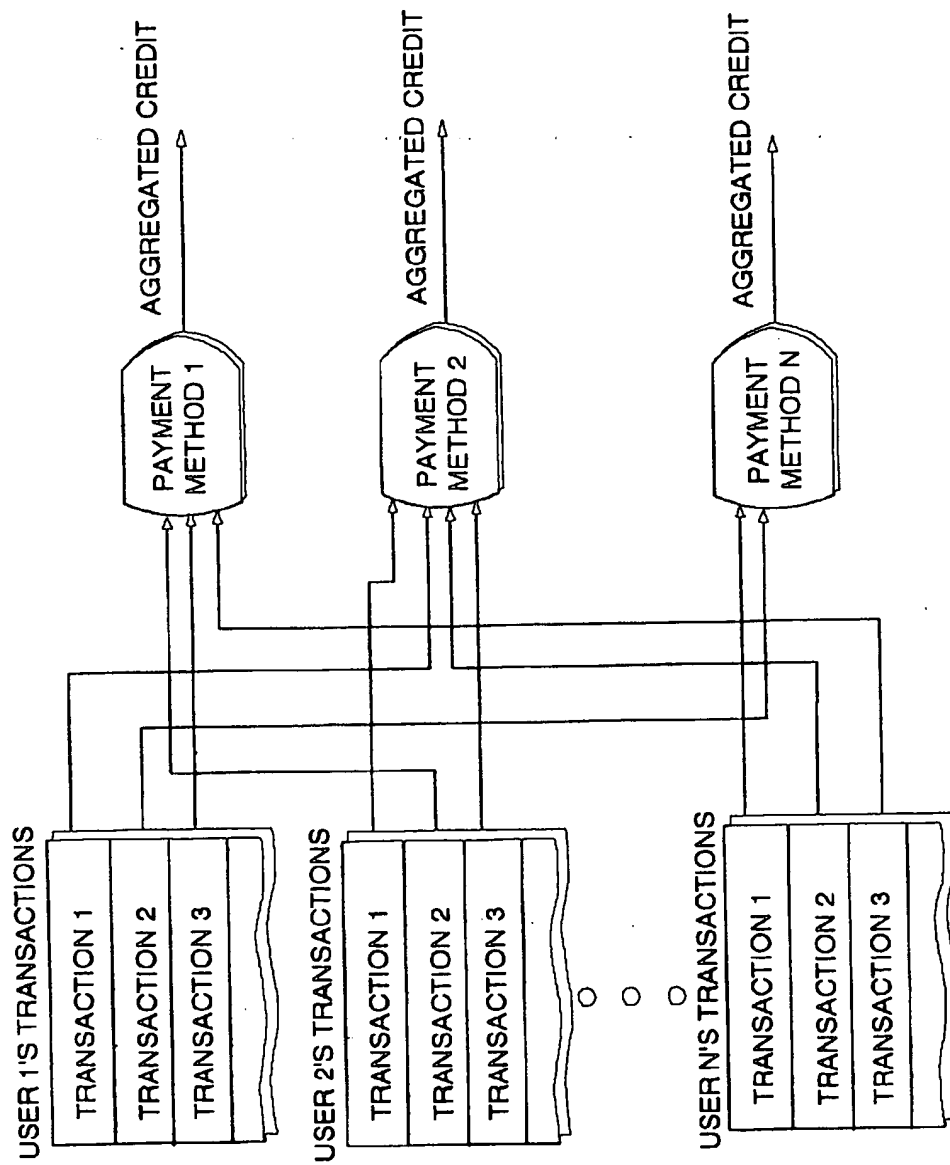 USER 1'S TRANSACTIONS
TRANSACTION 1
TRANSACTION 2
TRANSACTION 3
USER 2'S TRANSACTIONS
TRANSACTION 1
TRANSACTION 2
TRANSACTION 3
USER N'S TRANSACTIONS
TRANSACTION 1
TRANSACTION 2
TRANSACTION 3
PAYMENT
METHOD 1
PAYMENT
METHOD 2
PAYMENT
METHOD N
AGGREGATED CREDIT
AGGREGATED CREDIT
AGGREGATED CREDIT